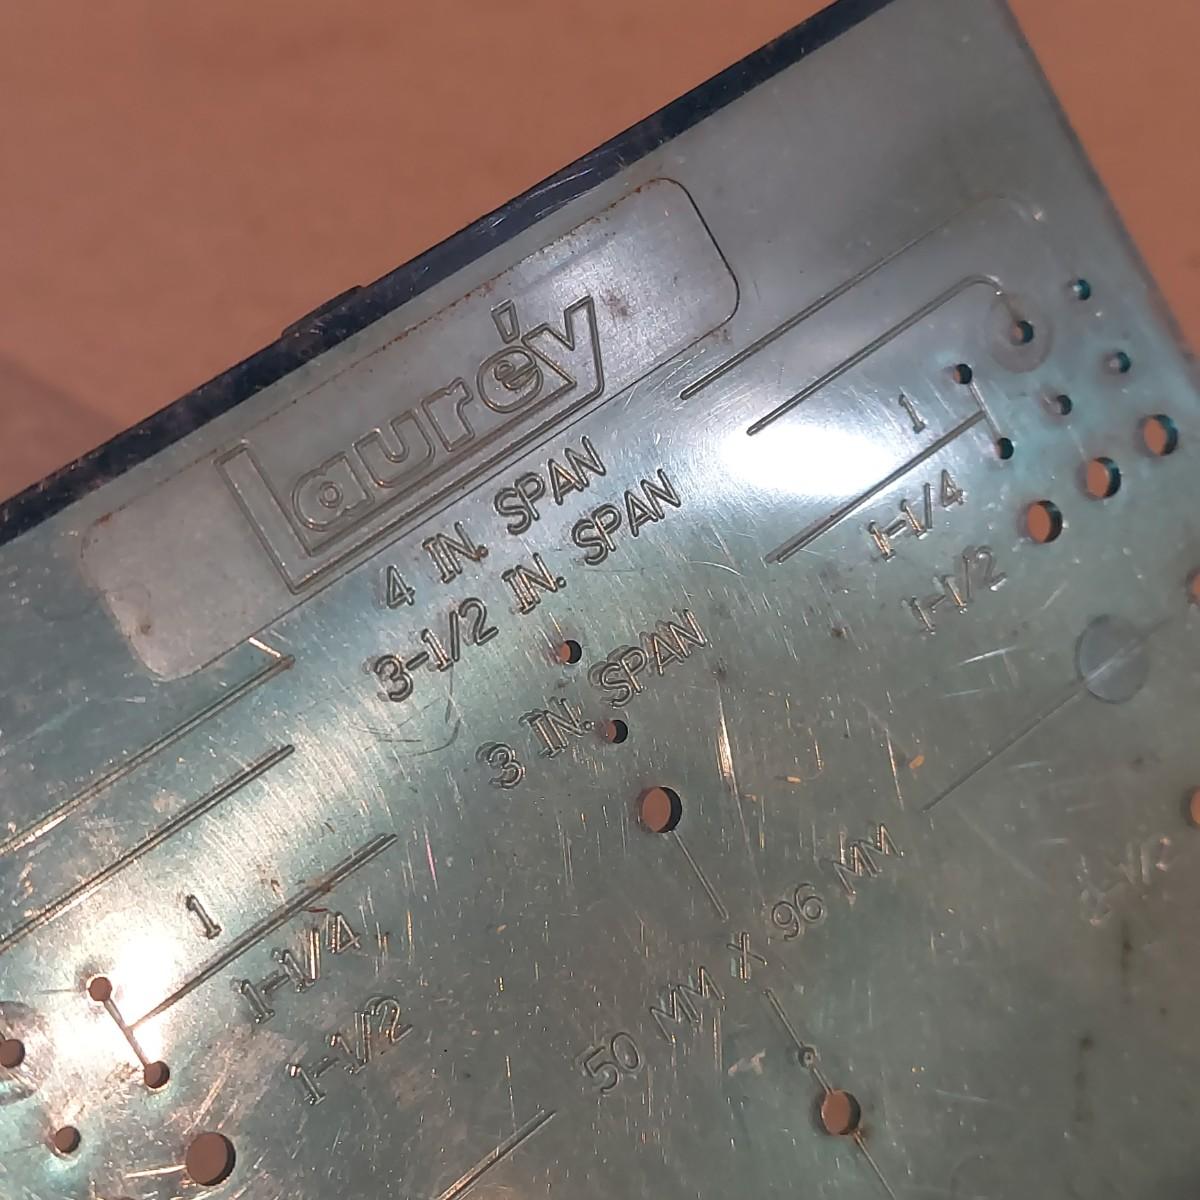 Lauréy
4 IN. SPAN
3-1/2 IN. SPAN
3 IN. SPAN
1
1-1/4
1-1/2
50 MM X 96 MM
1
1-1/4
1-1/2